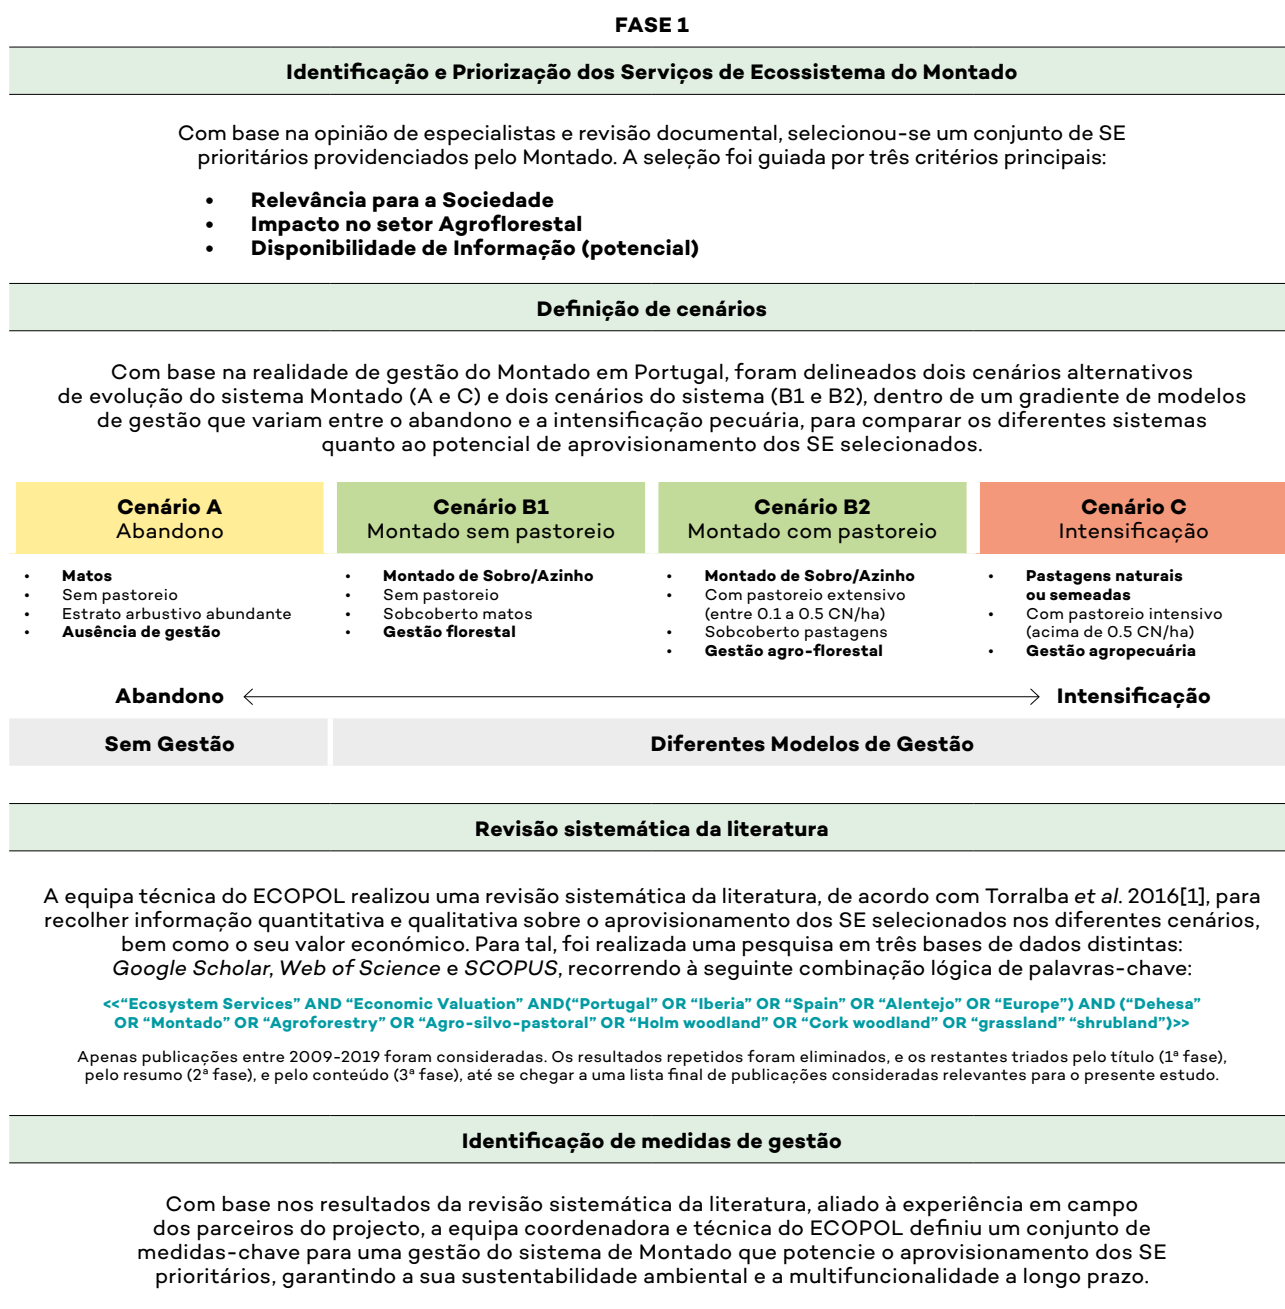 FASE 1
Identificação e Priorização dos Serviços de Ecossistema do Montado
Com base na opinião de especialistas e revisão documental, selecionou-se um conjunto de SE
prioritários providenciados pelo Montado. A seleção foi guiada por três critérios principais:
• Relevância para a Sociedade
• Impacto no setor Agroflorestal
• Disponibilidade de Informação (potencial)
Definição de cenários
Com base na realidade de gestão do Montado em Portugal, foram delineados dois cenários alternativos
de evolução do sistema Montado (A e C) e dois cenários do sistema (B1 e B2), dentro de um gradiente de modelos
de gestão que variam entre o abandono e a intensificação pecuária, para comparar os diferentes sistemas
quanto ao potencial de aprovisionamento dos SE selecionados.
Cenário A
Abandono
• Matos
• Sem pastoreio
• Estrato arbustivo abundante
• Ausência de gestão
Cenário B1
Montado sem pastoreio
• Montado de Sobro/Azinho
• Sem pastoreio
• Sobcoberto matos
• Gestão florestal
Cenário B2
Montado com pastoreio
• Montado de Sobro/Azinho
• Com pastoreio extensivo
(entre 0.1 a 0.5 CN/ha)
• Sobcoberto pastagens
• Gestão agro-florestal
Cenário C
Intensificação
• Pastagens naturais
ou semeadas
• Com pastoreio intensivo
(acima de 0.5 CN/ha)
• Gestão agropecuária
Abandono
Intensificação
Sem Gestão
Diferentes Modelos de Gestão
Revisão sistemática da literatura
A equipa técnica do ECOPOL realizou uma revisão sistemática da literatura, de acordo com Torralba et al. 2016[1], para
recolher informação quantitativa e qualitativa sobre o aprovisionamento dos SE selecionados nos diferentes cenários,
bem como o seu valor económico. Para tal, foi realizada uma pesquisa em três bases de dados distintas:
Google Scholar, Web of Science e SCOPUS, recorrendo à seguinte combinação lógica de palavras-chave:
<<“Ecosystem Services” AND “Economic Valuation” AND(“Portugal” OR “Iberia” OR “Spain” OR “Alentejo” OR “Europe”) AND (“Dehesa”
OR “Montado” OR “Agroforestry” OR “Agro-silvo-pastoral” OR “Holm woodland” OR “Cork woodland” OR “grassland” “shrubland”)>>
Apenas publicações entre 2009-2019 foram consideradas. Os resultados repetidos foram eliminados, e os restantes triados pelo título (1ª fase),
pelo resumo (2ª fase), e pelo conteúdo (3ª fase), até se chegar a uma lista final de publicações consideradas relevantes para o presente estudo.
Identificação de medidas de gestão
Com base nos resultados da revisão sistemática da literatura, aliado à experiência em campo
dos parceiros do projecto, a equipa coordenadora e técnica do ECOPOL definiu um conjunto de
medidas-chave para uma gestão do sistema de Montado que potencie o aprovisionamento dos SE
prioritários, garantindo a sua sustentabilidade ambiental e a multifuncionalidade a longo prazo.